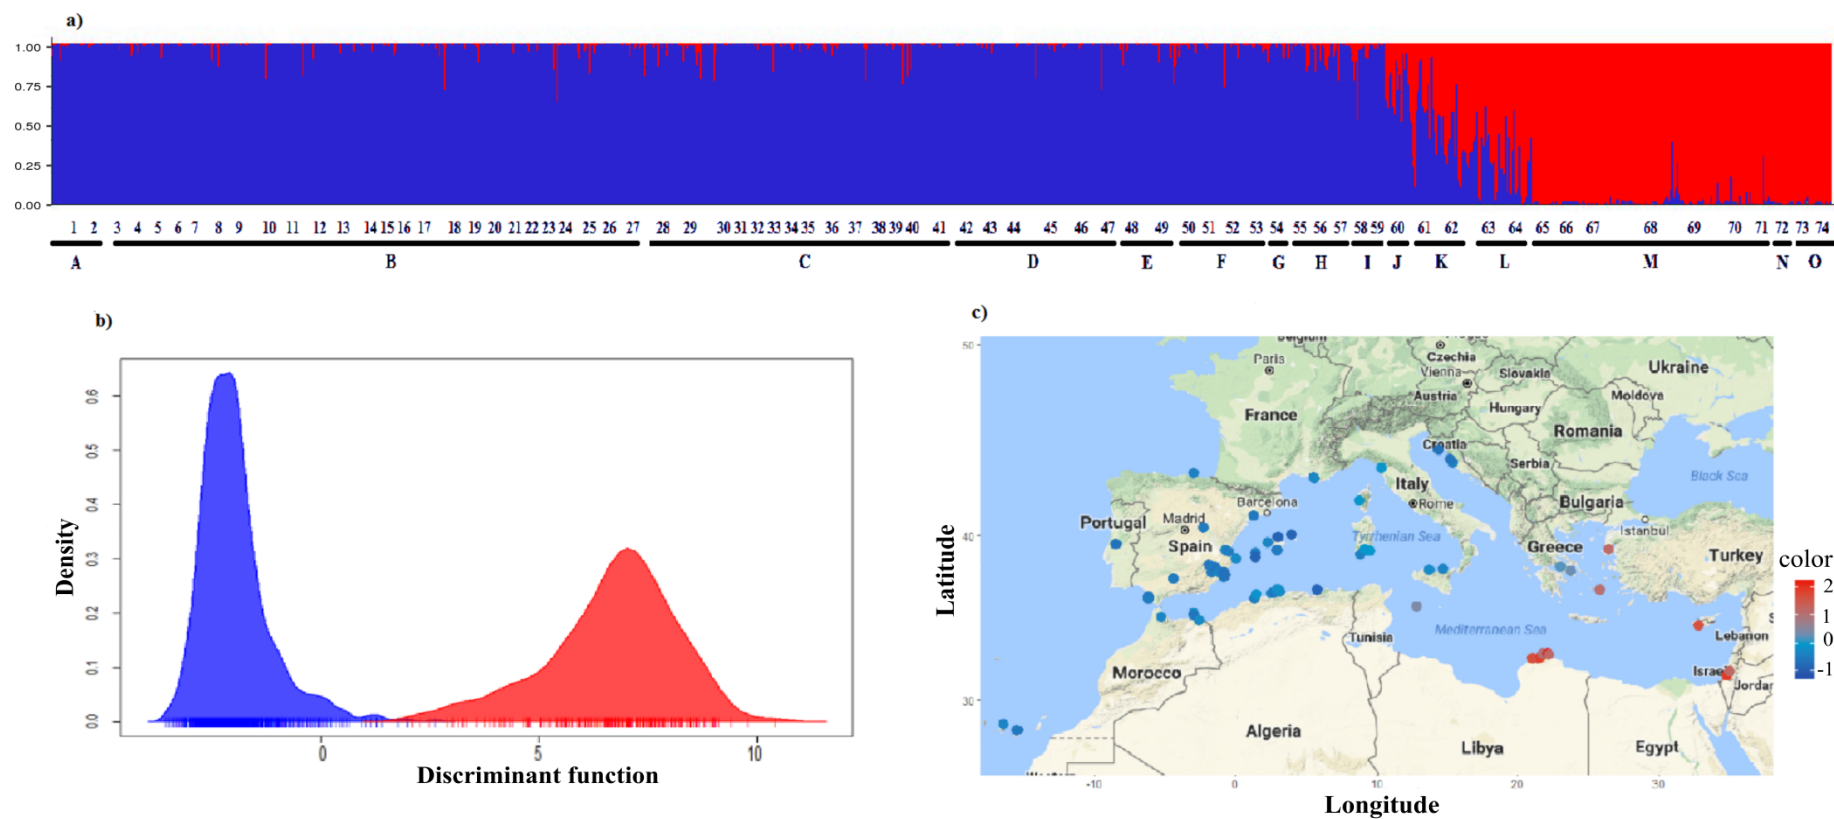 a)
1.00
0.75
0.50
0.25
0.00
1 2 3 4 5 6 7 8 9 10 11 12 13 14 15 16 17 18 19 20 21 22 23 24 25 26 27 28 29 30 31 32 33 34 35 36 37 38 39 40 41 42 43 44 45 46 47 48 49 50 51 52 53 54 55 56 57 58 59 60 61 62 63 64 65 66 67 68 69 70 71 72 73 74
A B C D E F G H I J K L M N O
b)
Density
0.6
0.5
0.4
0.3
0.2
0.1
0.0
0 5 10
Discriminant function
c)
Latitude
50
40
30
Belgium
Paris
Czechia
Vienna
Slovakia
Ukraine
Austria
Moldova
France
Hungary
Romania
Croatia
Serbia
Black Sea
Italy
Bulgaria
Barcelona
Rome
Portugal
Madrid
Istanbul
Spain
Tyrrhenian Sea
Greece
Turkey
Mediterranean Sea
Tunisia
Lebanon
Morocco
Israel
Jordan
Algeria
Libya
Egypt
-10 0 10 20 30
Longitude
color
2
1
0
-1